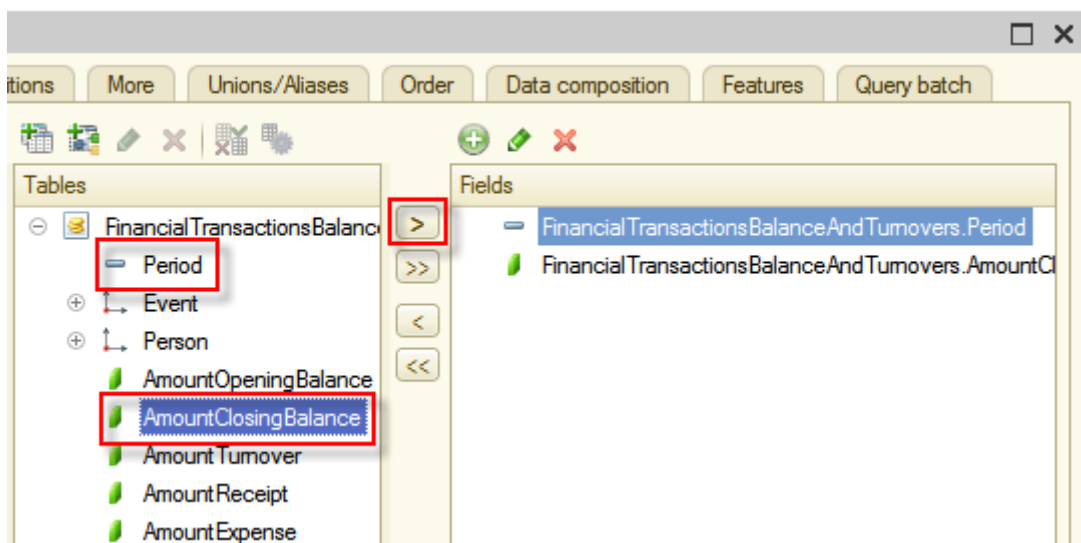 itions More Unions/Aliases Order Data composition Features Query batch
Tables
Fields
FinancialTransactionsBalance
> FinancialTransactionsBalanceAndTurnovers.Period
Period
>> FinancialTransactionsBalanceAndTurnovers.AmountCl
Event
<
Person
<<
AmountOpeningBalance
AmountClosingBalance
AmountTurnover
AmountReceipt
AmountExpense